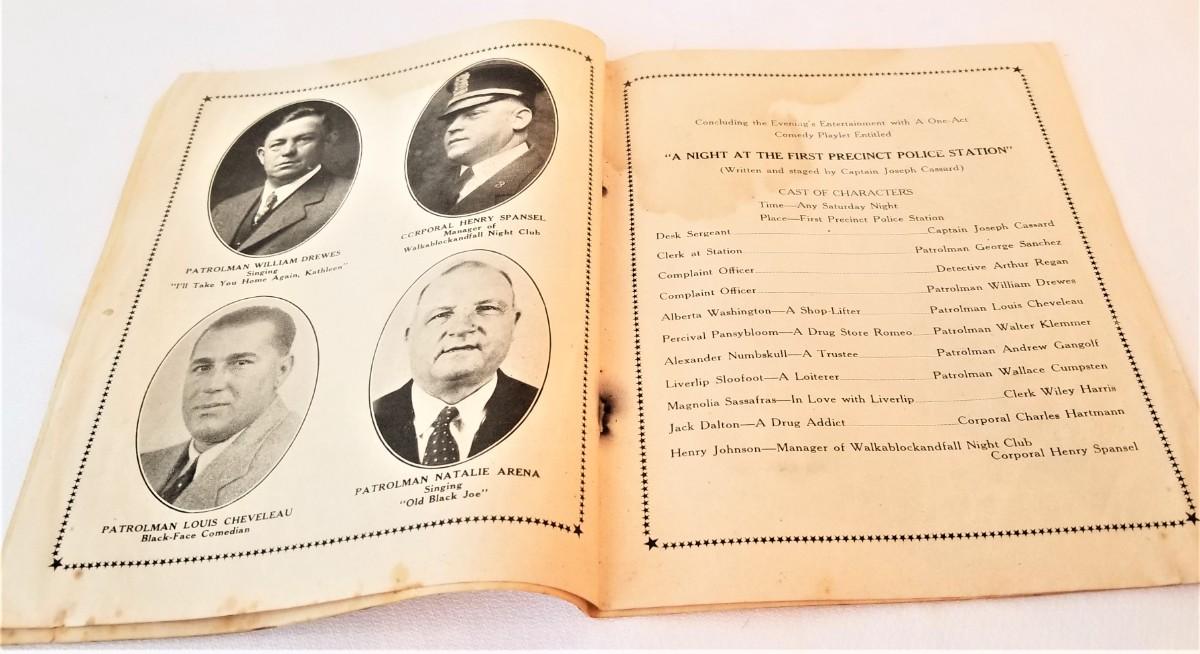 PATROLMAN WILLIAM DREWES
Singing
"I'll Take You Home Again, Kathleen"
CORPORAL HENRY SPANSEL
Manager of
Walkablockandfall Night Club
PATROLMAN LOUIS CHEVELEAU
Black-Face Comedian
PATROLMAN NATALIE ARENA
Singing
"Old Black Joe"
Concluding the Evening's Entertainment with A One-Act
Comedy Playlet Entitled
"A NIGHT AT THE FIRST PRECINCT POLICE STATION"
(Written and staged by Captain Joseph Cassard)
CAST OF CHARACTERS
Time—Any Saturday Night
Place—First Precinct Police Station
Desk Sergeant Captain Joseph Cassard
Clerk at Station Patrolman George Sanchez
Complaint Officer Detective Arthur Regan
Complaint Officer Patrolman William Drewes
Alberta Washington—A Shop-Lifter Patrolman Louis Cheveleau
Percival Pansybloom—A Drug Store Romeo Patrolman Walter Klemmer
Alexander Numbskull—A Trustee Patrolman Andrew Gangolf
Liverlip Sloofoot—A Loiterer Patrolman Wallace Cumpsten
Magnolia Sassafras—In Love with Liverlip Clerk Wiley Harris
Jack Dalton—A Drug Addict Corporal Charles Hartmann
Henry Johnson—Manager of Walkablockandfall Night Club
Corporal Henry Spansel